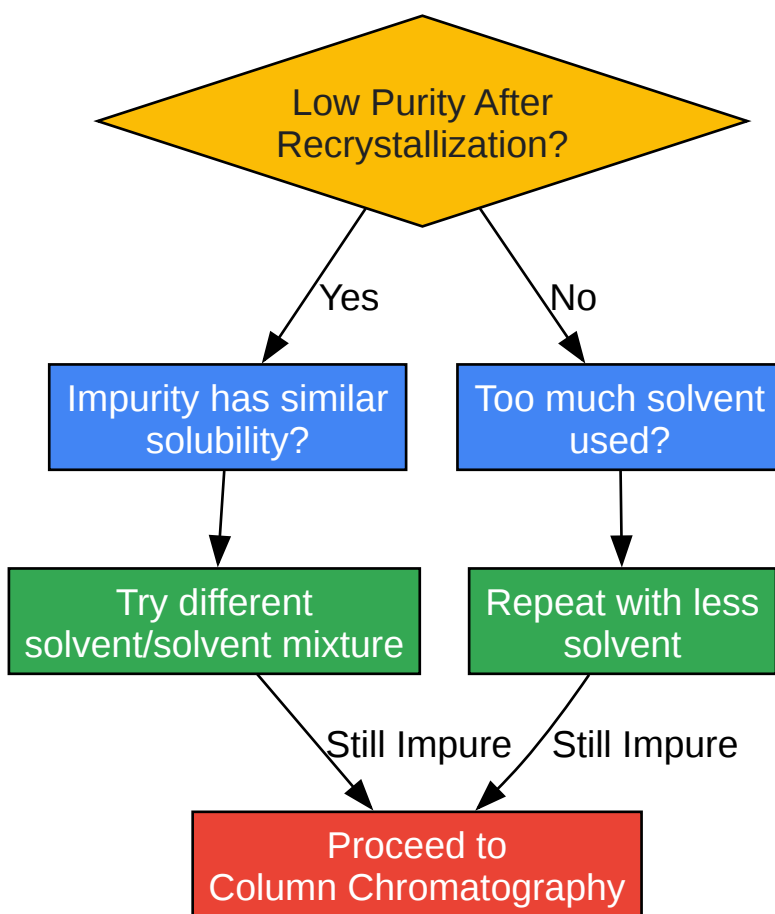 Low Purity After
Recrystallization?
Yes
No
Impurity has similar
solubility?
Too much solvent
used?
Try different
solvent/solvent mixture
Repeat with less
solvent
Still Impure
Still Impure
Proceed to
Column Chromatography